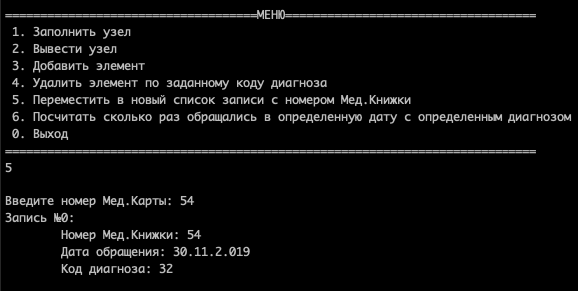 ====================================МЕНЮ====================================
1. Заполнить узел
2. Вывести узел
3. Добавить элемент
4. Удалить элемент по заданному коду диагноза
5. Переместить в новый список записи с номером Мед.Книжки
6. Посчитать сколько раз обращались в определенную дату с определенным диагнозом
0. Выход
============================================================================
5
Введите номер Мед.Карты: 54
Запись №0:
Номер Мед.Книжки: 54
Дата обращения: 30.11.2.019
Код диагноза: 32